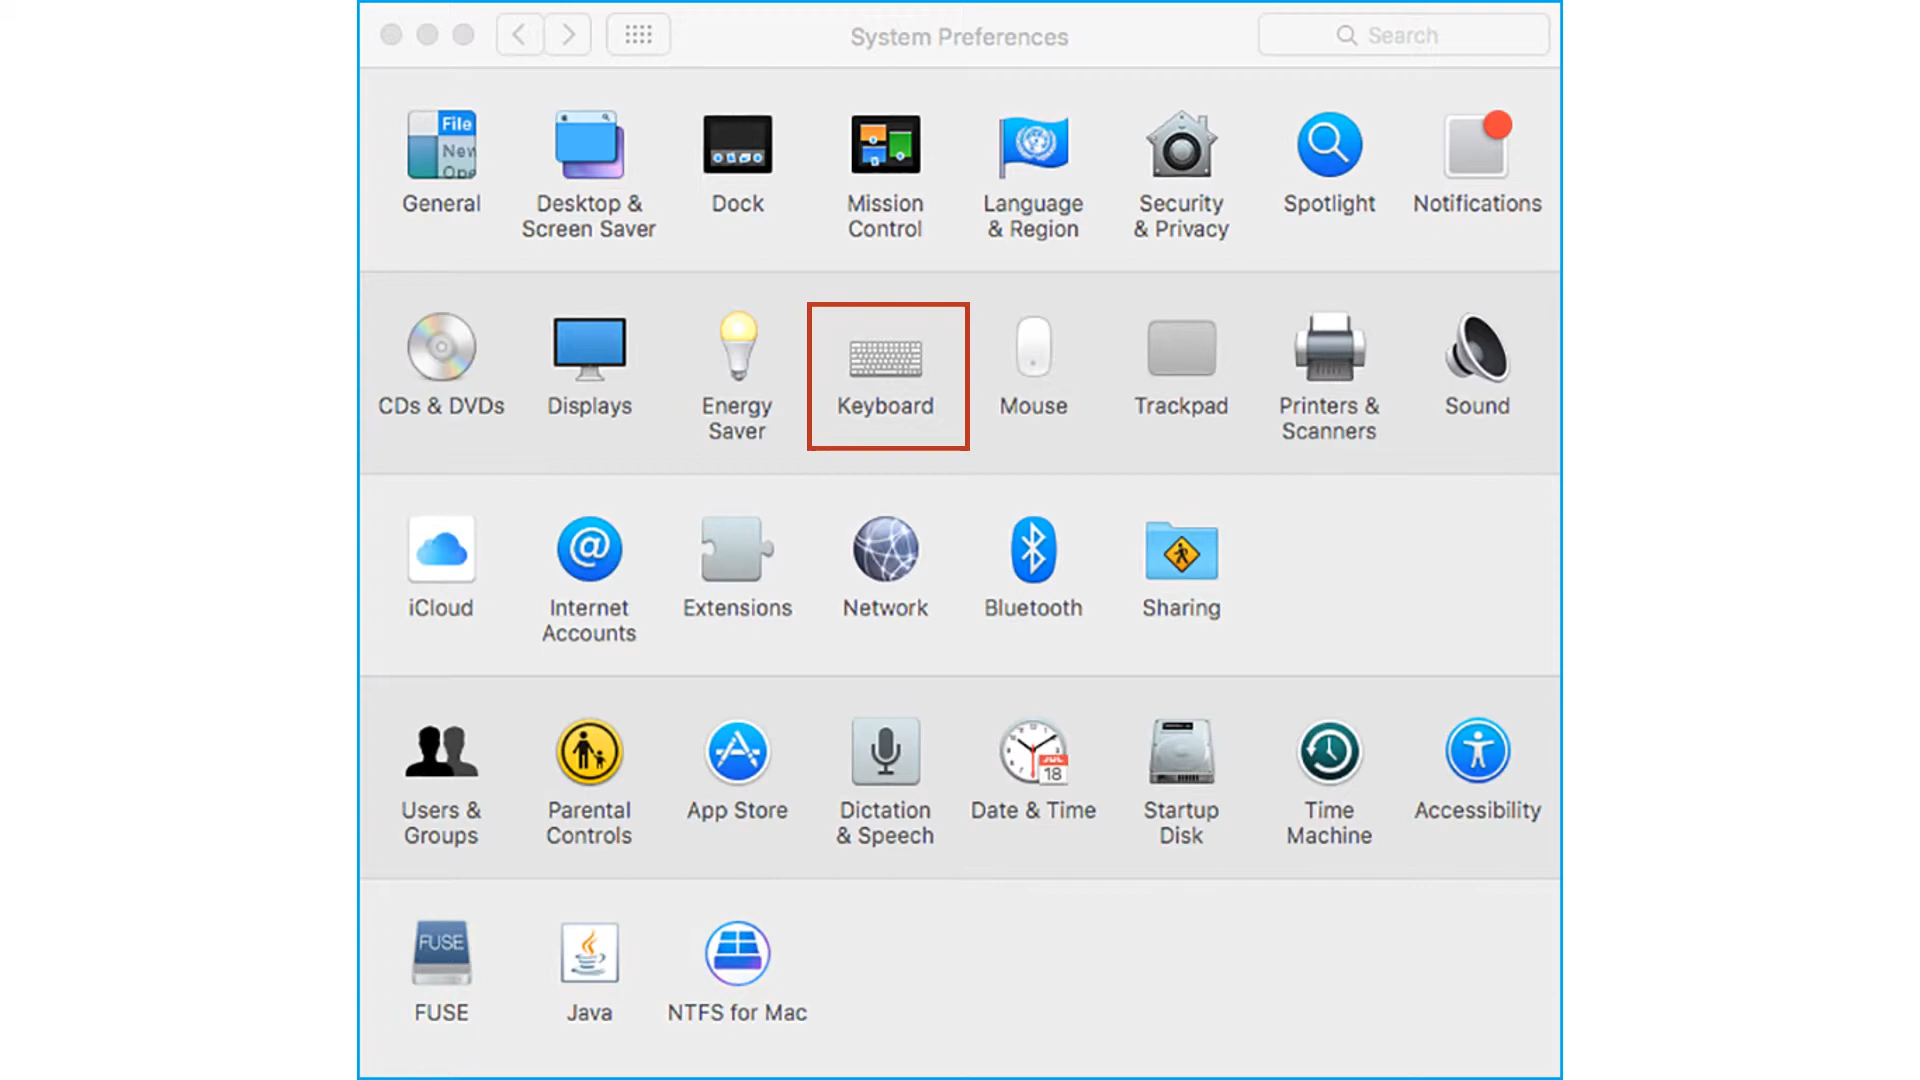 System Preferences
Search
File
New
Ope
General
Desktop &
Screen Saver
Dock
Mission
Control
Language
& Region
Security
& Privacy
Spotlight
Notifications
CDs & DVDs
Displays
Energy
Saver
Keyboard
Mouse
Trackpad
Printers &
Scanners
Sound
iCloud
@
Internet
Accounts
Extensions
Network
Bluetooth
Sharing
Users &
Groups
Parental
Controls
App Store
Dictation
& Speech
JUL
18
Date & Time
Startup
Disk
Time
Machine
Accessibility
FUSE
FUSE
Java
NTFS for Mac